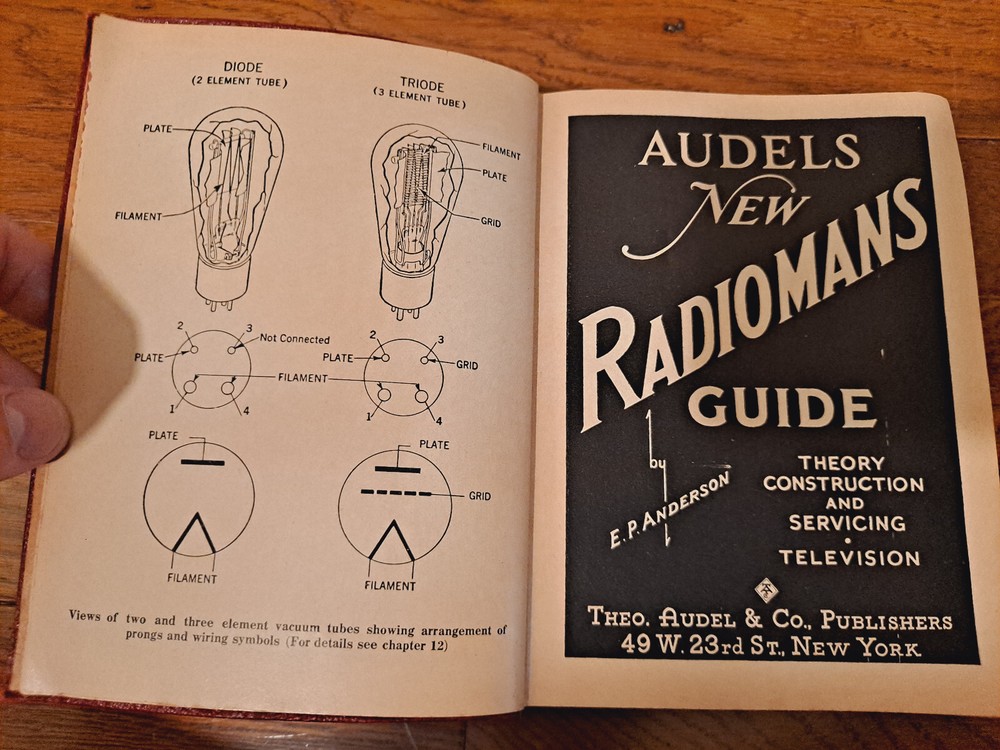 DIODE
(2 ELEMENT TUBE)
PLATE
FILAMENT
TRIODE
(3 ELEMENT TUBE)
FILAMENT
PLATE
GRID
2
3
Not Connected
PLATE
1
4
FILAMENT
2
3
PLATE
GRID
1
4
PLATE
FILAMENT
PLATE
GRID
FILAMENT
Views of two and three element vacuum tubes showing arrangement of
prongs and wiring symbols (For details see chapter 12)
AUDELS
NEW
RADIOMANS
GUIDE
by
E.P. ANDERSON
THEORY
CONSTRUCTION
AND
SERVICING
•
TELEVISION
THEO. AUDEL & CO., PUBLISHERS
49 W. 23rd ST., NEW YORK